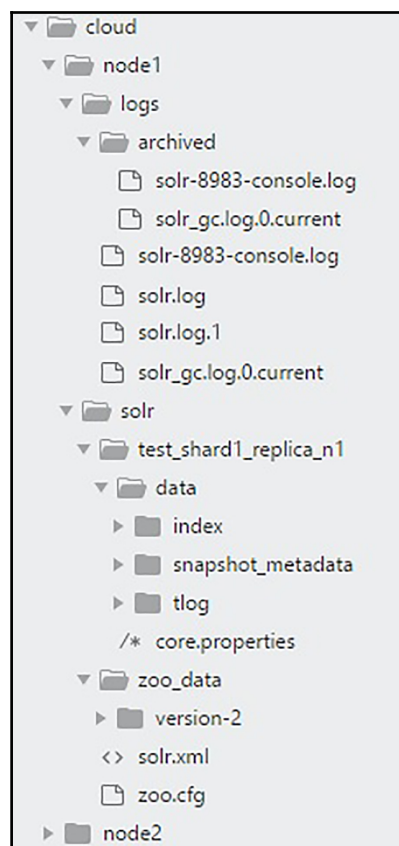 cloud
node1
logs
archived
solr-8983-console.log
solr_gc.log.0.current
solr-8983-console.log
solr.log
solr.log.1
solr_gc.log.0.current
solr
test_shard1_replica_n1
data
index
snapshot_metadata
tlog
/* core.properties
zoo_data
version-2
<> solr.xml
zoo.cfg
node2